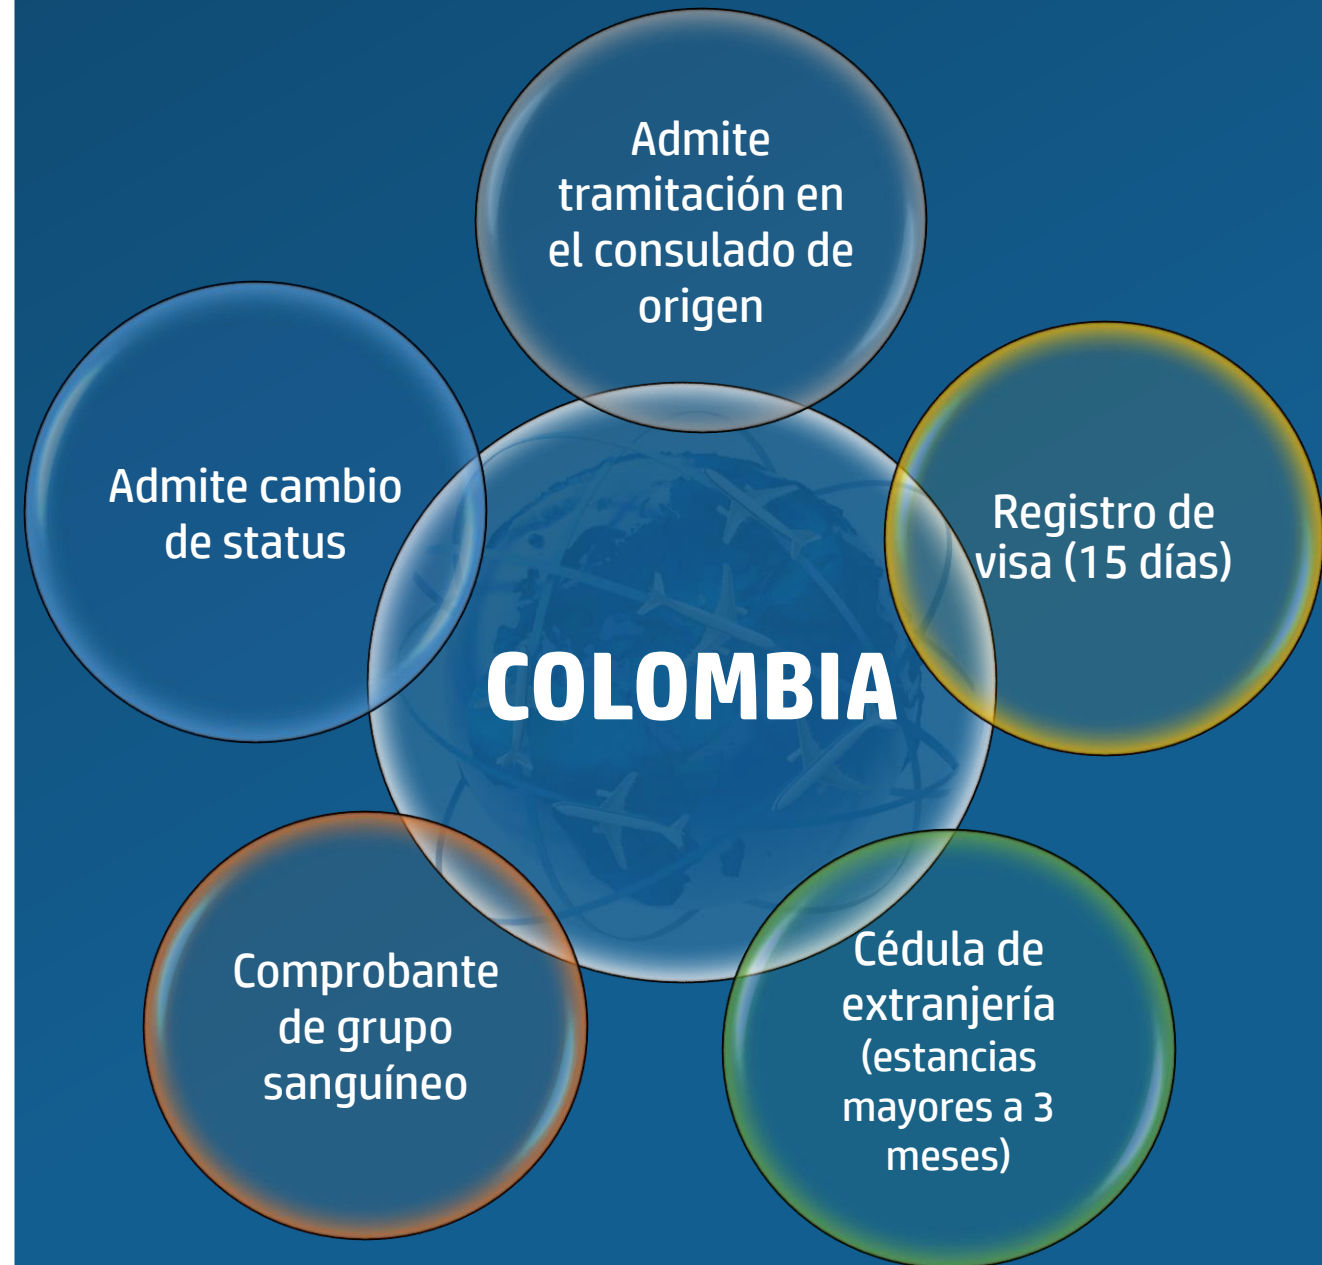 Admite
tramitación en
el consulado de
origen
Admite cambio
de status
Registro de
visa (15 días)
COLOMBIA
Comprobante
de grupo
sanguíneo
Cédula de
extranjería
(estancias
mayores a 3
meses)